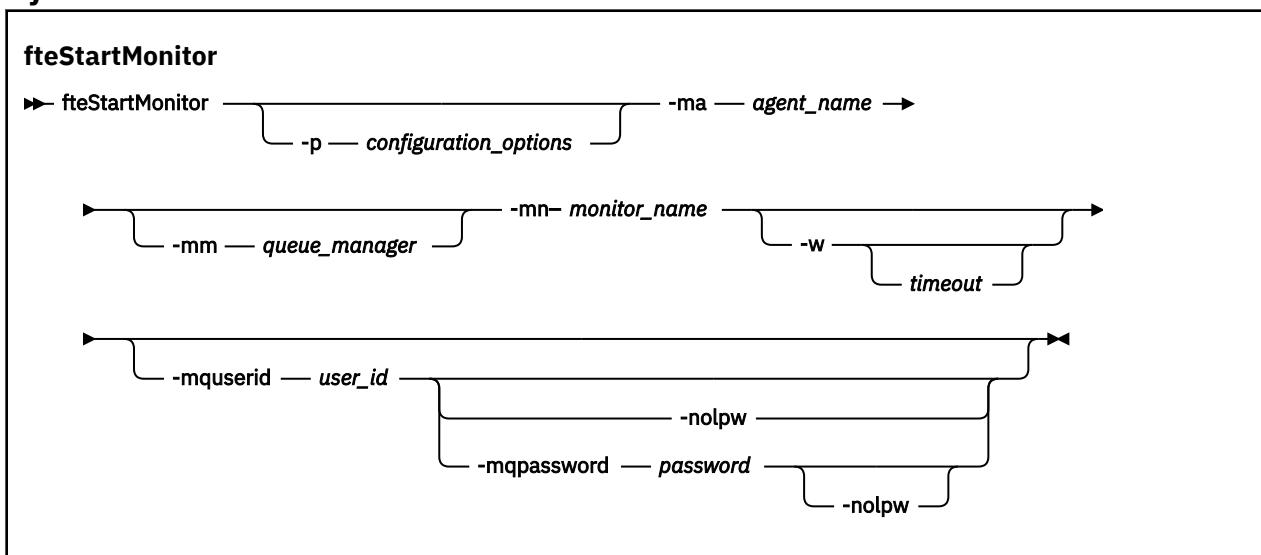 fteStartMonitor
fteStartMonitor -ma agent_name
-p configuration_options
-mn monitor_name
-mm queue_manager
-w
timeout
-mquserid user_id
-nolpw
-mqpassword password
-nolpw